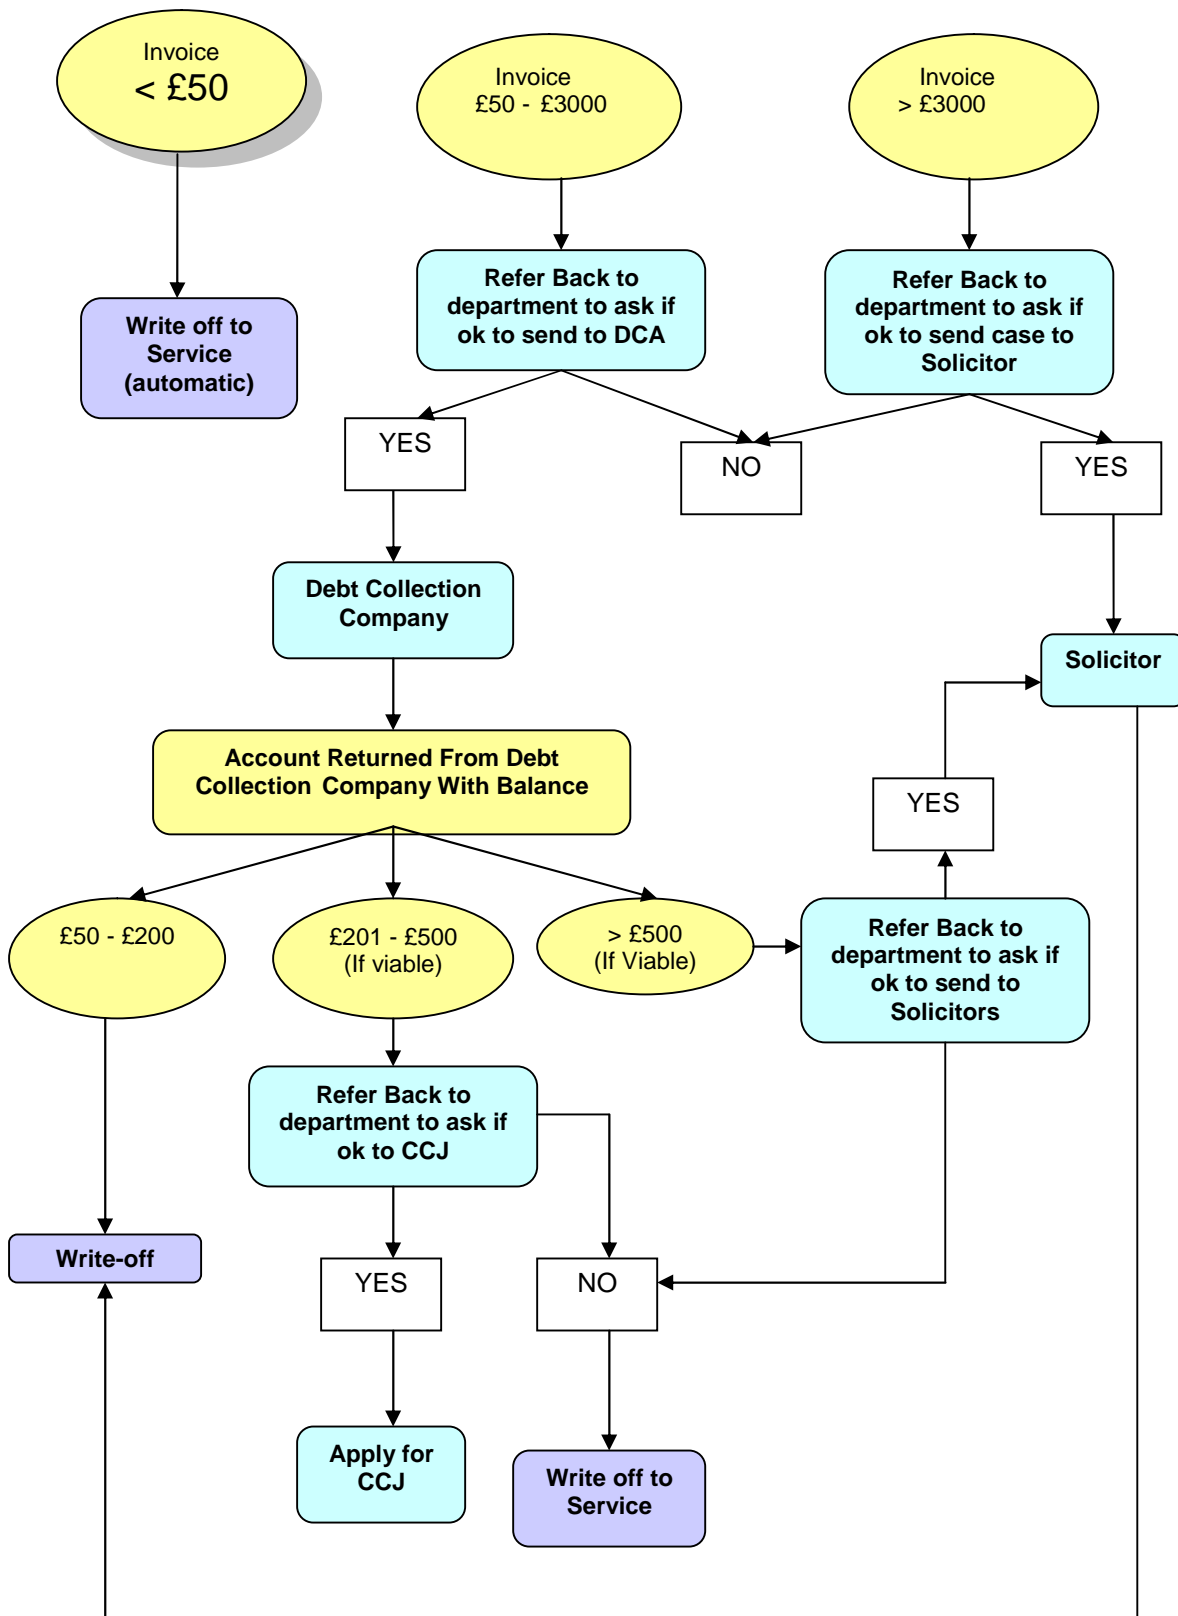 Invoice
< £50
Invoice
£50 - £3000
Invoice
> £3000
Write off to
Service
(automatic)
Refer Back to
department to ask if
ok to send to DCA
Refer Back to
department to ask if
ok to send case to
Solicitor
YES
NO
YES
Debt Collection
Company
Solicitor
Account Returned From Debt
Collection Company With Balance
YES
£50 - £200
£201 - £500
(If viable)
> £500
(If Viable)
Refer Back to
department to ask if
ok to send to
Solicitors
Refer Back to
department to ask if
ok to CCJ
Write-off
YES
NO
Apply for
CCJ
Write off to
Service